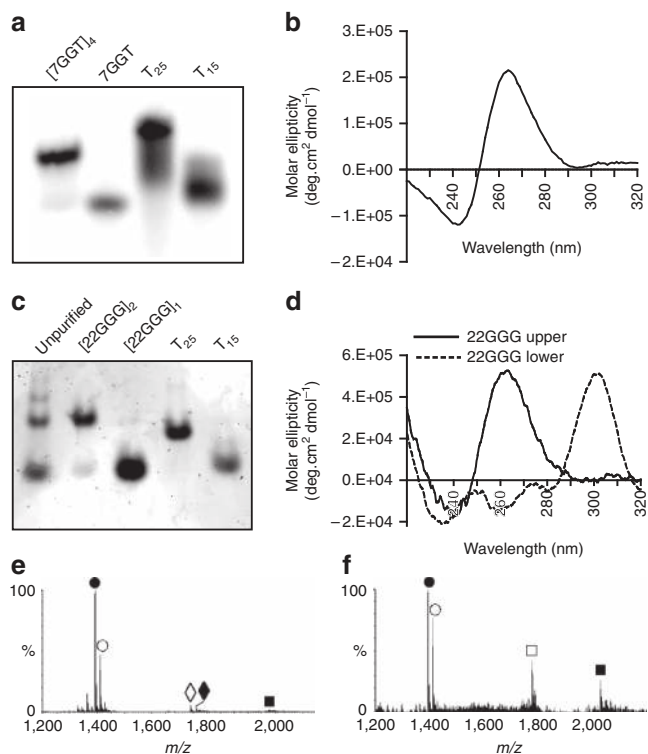 a
[7GGT]4
7GGT
T25
T15
b
3.E+05
2.E+05
1.E+05
0.E+00
−1.E+05
−2.E+04
240
260
280
300
320
Molar ellipticity
(deg.cm2 dmol−1)
Wavelength (nm)
c
Unpurified
[22GGG]2
[22GGG]1
T25
T15
d
22GGG upper
22GGG lower
6.E+05
4.E+05
2.E+05
0.E+00
−2.E+04
240
260
280
300
320
Molar ellipticity
(deg.cm2 dmol−1)
Wavelength (nm)
e
100
%
0
1,200
1,400
1,600
1,800
2,000
m/z
f
100
%
0
1,200
1,400
1,600
1,800
2,000
m/z